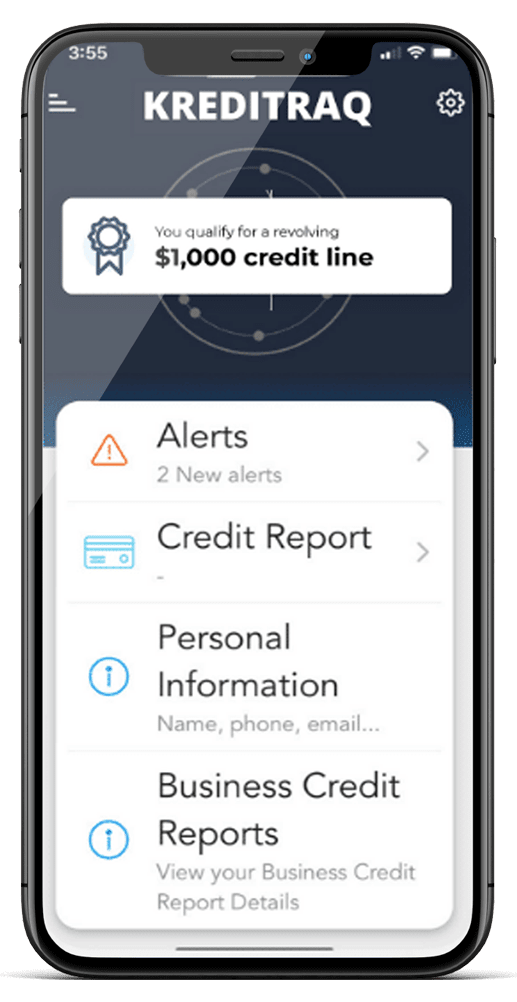 3:55
KREDITRAQ
You qualify for a revolving
$1,000 credit line
Alerts
2 New alerts
Credit Report
-
Personal
Information
Name, phone, email...
Business Credit
Reports
View your Business Credit
Report Details